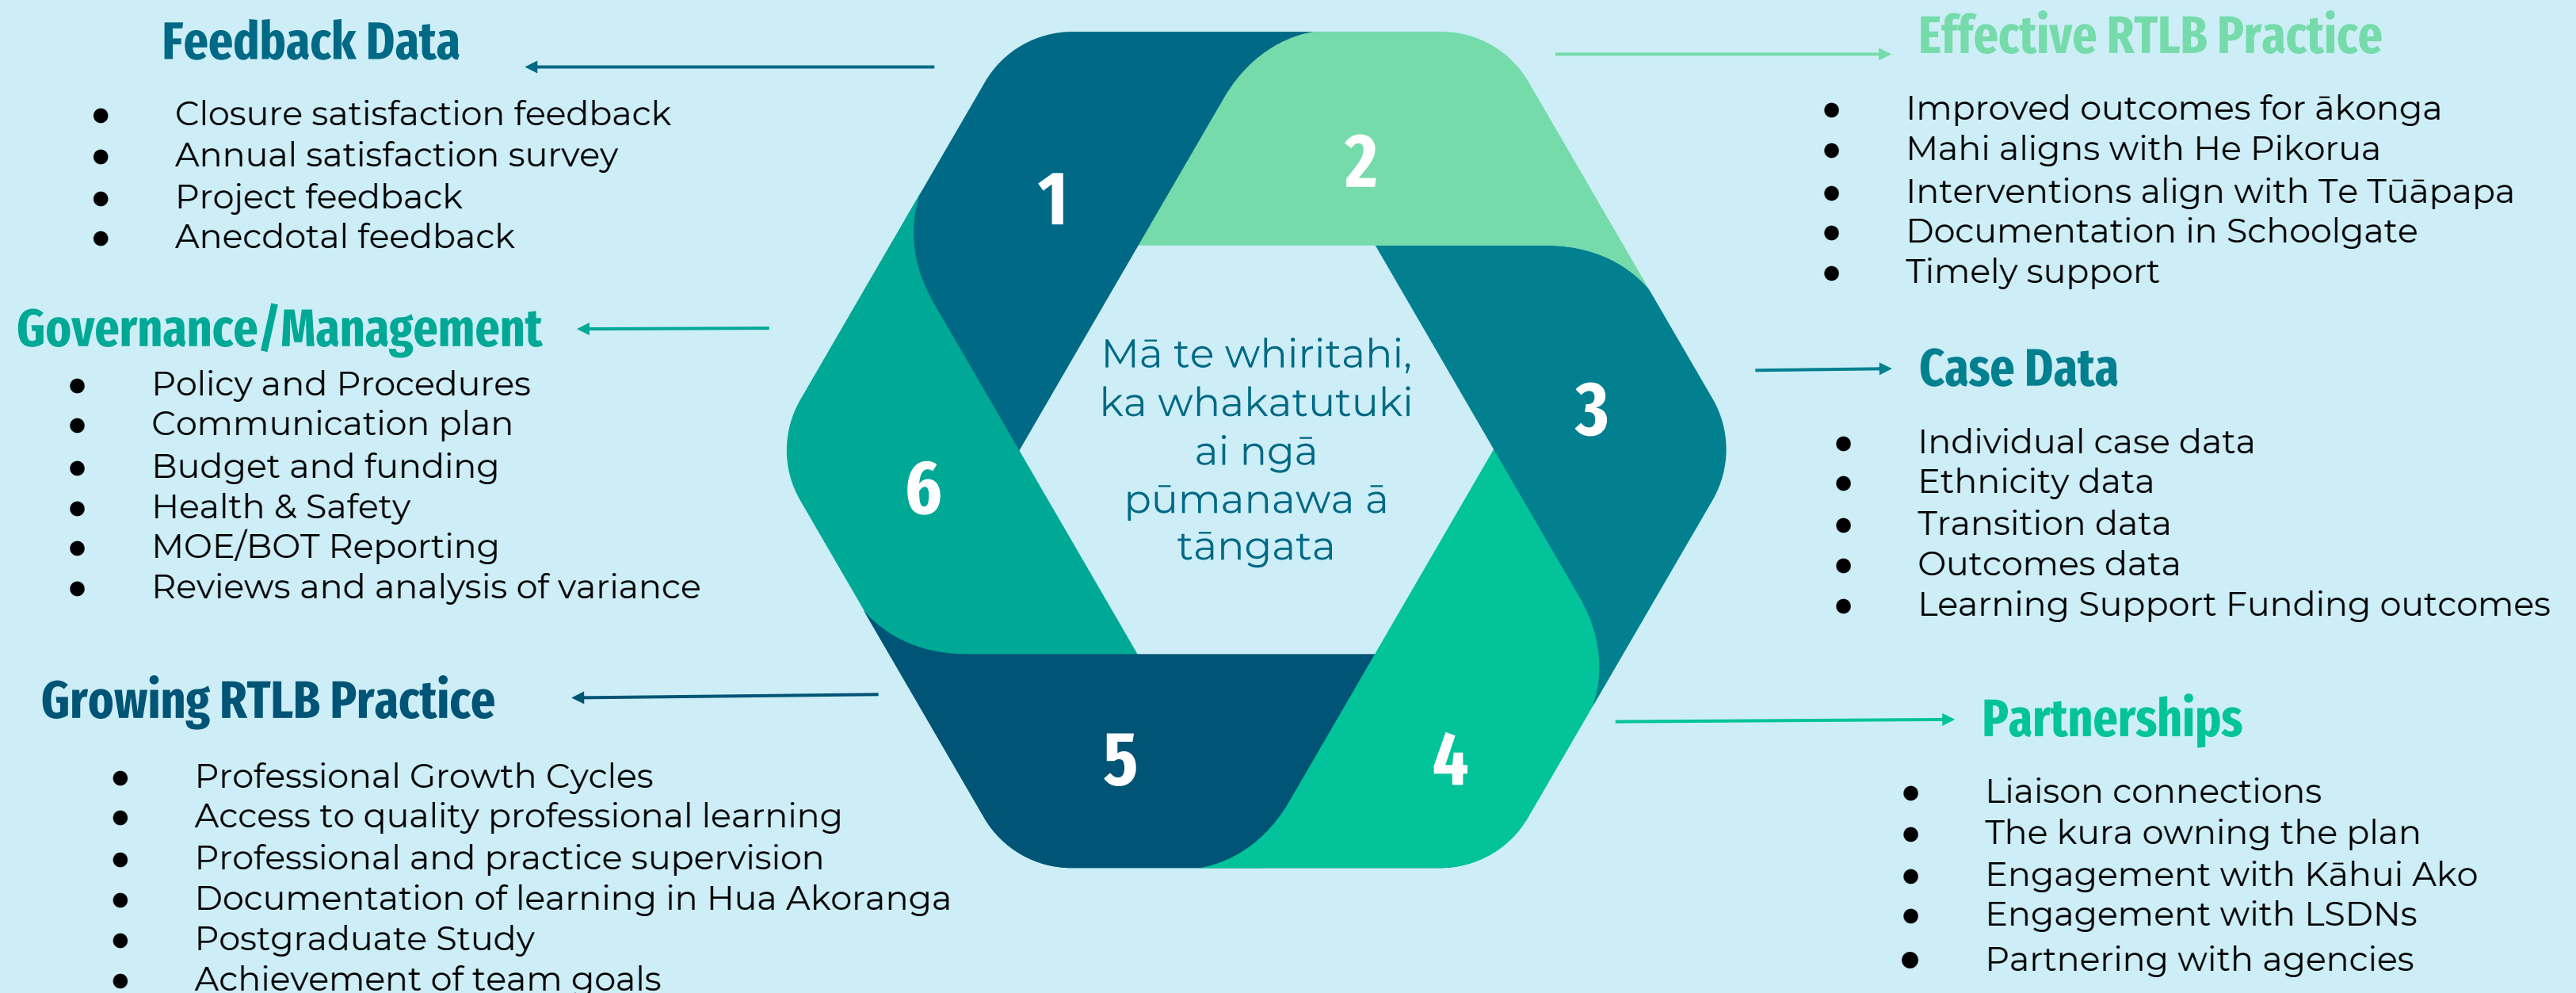 Feedback Data
● Closure satisfaction feedback
● Annual satisfaction survey
● Project feedback
● Anecdotal feedback
Governance/Management
● Policy and Procedures
● Communication plan
● Budget and funding
● Health & Safety
● MOE/BOT Reporting
● Reviews and analysis of variance
Growing RTLB Practice
● Professional Growth Cycles
● Access to quality professional learning
● Professional and practice supervision
● Documentation of learning in Hua Akoranga
● Postgraduate Study
● Achievement of team goals
1
2
3
4
5
6
Mā te whiritahi,
ka whakatutuki
ai ngā
pūmanawa ā
tāngata
Effective RTLB Practice
● Improved outcomes for ākonga
● Mahi aligns with He Pikorua
● Interventions align with Te Tūāpapa
● Documentation in Schoolgate
● Timely support
Case Data
● Individual case data
● Ethnicity data
● Transition data
● Outcomes data
● Learning Support Funding outcomes
Partnerships
● Liaison connections
● The kura owning the plan
● Engagement with Kāhui Ako
● Engagement with LSDNs
● Partnering with agencies